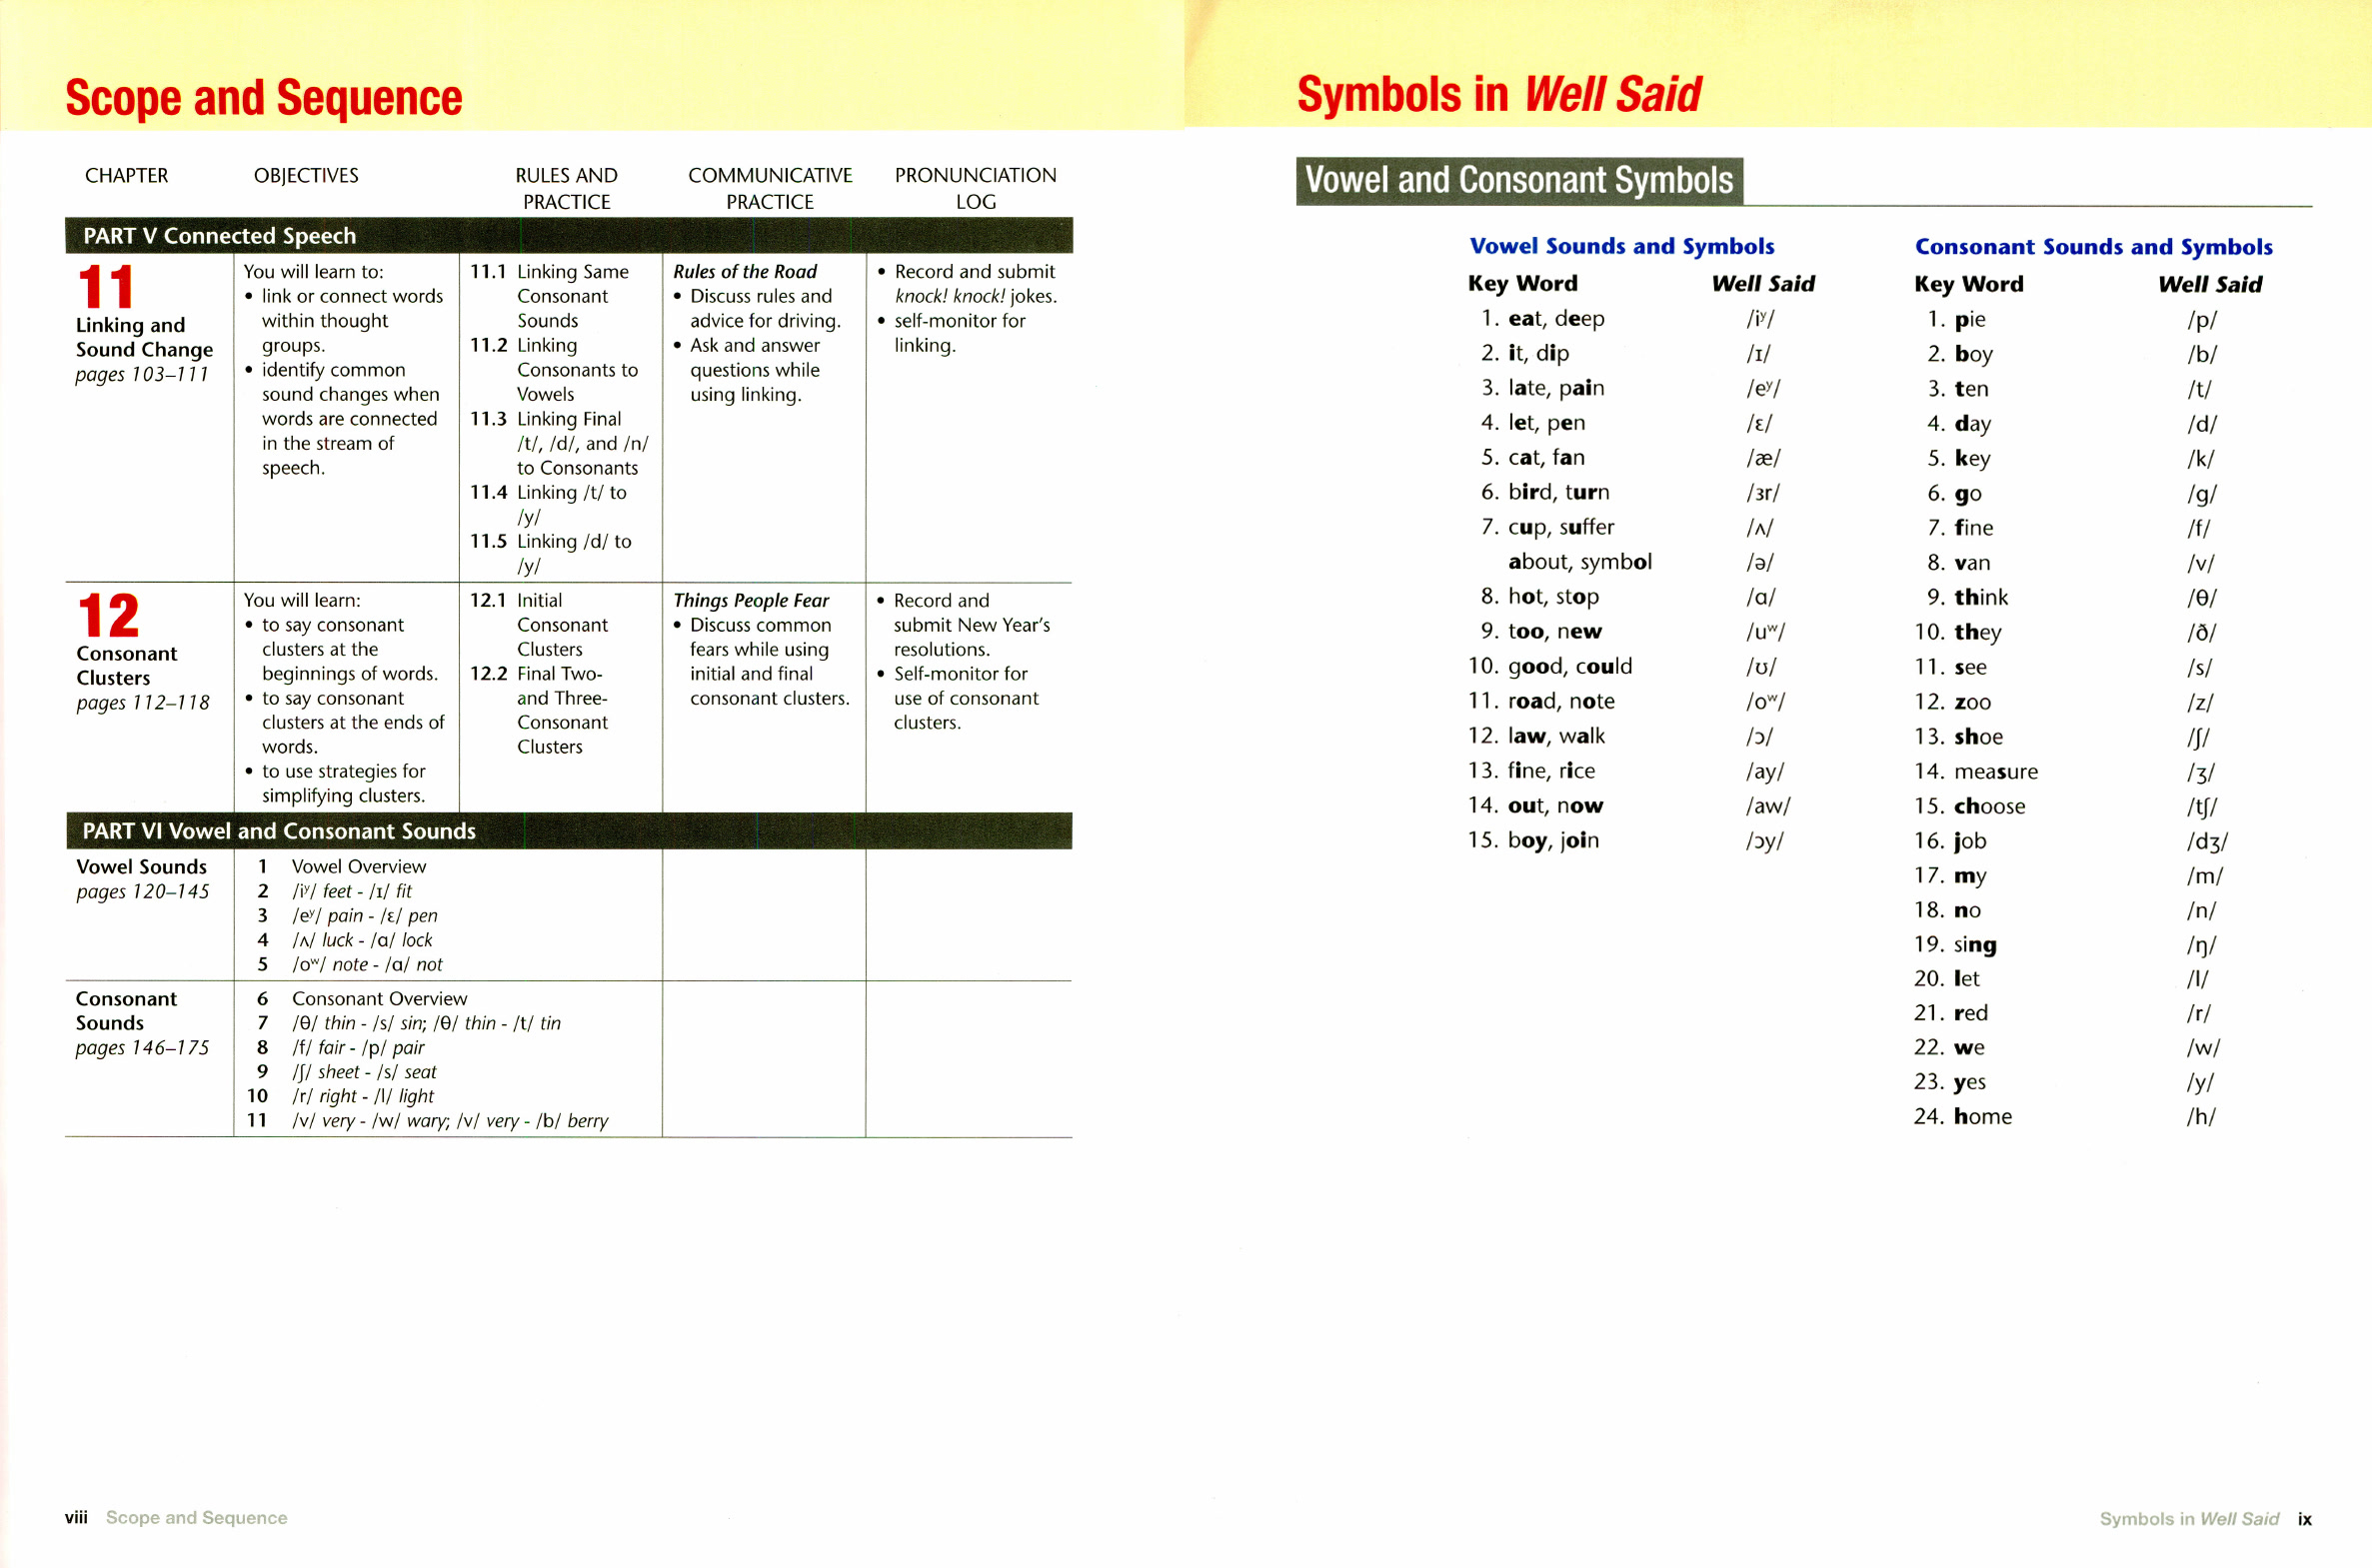 Scope and Sequence
CHAPTER
OBJECTIVES
RULES AND
PRACTICE
COMMUNICATIVE
PRACTICE
PRONUNCIATION
LOG
PART V Connected Speech
11
Linking and
Sound Change
pages 103–111
You will learn to:
• link or connect words
within thought
groups.
• identify common
sound changes when
words are connected
in the stream of
speech.
11.1 Linking Same
Consonant
Sounds
11.2 Linking
Consonants to
Vowels
11.3 Linking Final
/t/, /d/, and /n/
to Consonants
11.4 Linking /t/ to
/y/
11.5 Linking /d/ to
/y/
Rules of the Road
• Discuss rules and
advice for driving.
• Ask and answer
questions while
using linking.
• Record and submit
knock! knock! jokes.
• self-monitor for
linking.
12
Consonant
Clusters
pages 112–118
You will learn:
• to say consonant
clusters at the
beginnings of words.
• to say consonant
clusters at the ends of
words.
• to use strategies for
simplifying clusters.
12.1 Initial
Consonant
Clusters
12.2 Final Two-
and Three-
Consonant
Clusters
Things People Fear
• Discuss common
fears while using
initial and final
consonant clusters.
• Record and
submit New Year's
resolutions.
• Self-monitor for
use of consonant
clusters.
PART VI Vowel and Consonant Sounds
Vowel Sounds
pages 120–145
1 Vowel Overview
2 /iʸ/ feet - /ɪ/ fit
3 /eʸ/ pain - /ɛ/ pen
4 /ʌ/ luck - /ɑ/ lock
5 /oʷ/ note - /ɑ/ not
Consonant
Sounds
pages 146–175
6 Consonant Overview
7 /θ/ thin - /s/ sin; /θ/ thin - /t/ tin
8 /f/ fair - /p/ pair
9 /ʃ/ sheet - /s/ seat
10 /r/ right - /l/ light
11 /v/ very - /w/ wary; /v/ very - /b/ berry
viii Scope and Sequence
Symbols in Well Said
Vowel and Consonant Symbols
Vowel Sounds and Symbols
Key Word Well Said
1. eat, deep /iʸ/
2. it, dip /ɪ/
3. late, pain /eʸ/
4. let, pen /ɛ/
5. cat, fan /æ/
6. bird, turn /ɜr/
7. cup, suffer /ʌ/
about, symbol /ə/
8. hot, stop /ɑ/
9. too, new /uʷ/
10. good, could /ʊ/
11. road, note /oʷ/
12. law, walk /ɔ/
13. fine, rice /ay/
14. out, now /aw/
15. boy, join /ɔy/
Consonant Sounds and Symbols
Key Word Well Said
1. pie /p/
2. boy /b/
3. ten /t/
4. day /d/
5. key /k/
6. go /g/
7. fine /f/
8. van /v/
9. think /θ/
10. they /ð/
11. see /s/
12. zoo /z/
13. shoe /ʃ/
14. measure /ʒ/
15. choose /tʃ/
16. job /dʒ/
17. my /m/
18. no /n/
19. sing /ŋ/
20. let /l/
21. red /r/
22. we /w/
23. yes /y/
24. home /h/
Symbols in Well Said ix